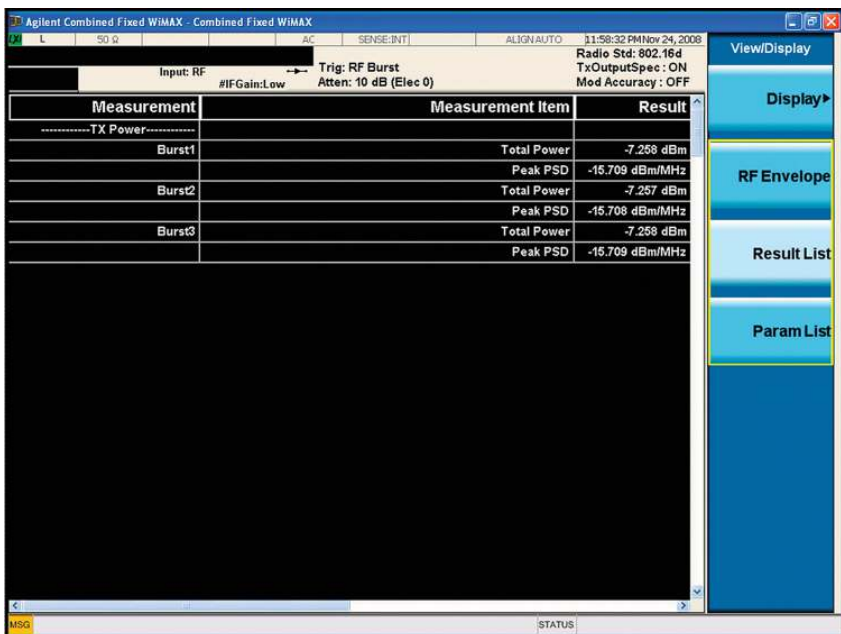 Agilent Combined Fixed WiMAX - Combined Fixed WiMAX
L 50 Ω AC SENSE:INT ALIGNAUTO 11:58:32 PM Nov 24, 2008
Radio Std: 802.16d
Trig: RF Burst TxOutputSpec : ON
Input: RF #IFGain:Low Atten: 10 dB (Elec 0) Mod Accuracy : OFF
Measurement Measurement Item Result
------------TX Power------------
Burst1 Total Power -7.258 dBm
Peak PSD -15.709 dBm/MHz
Burst2 Total Power -7.257 dBm
Peak PSD -15.708 dBm/MHz
Burst3 Total Power -7.258 dBm
Peak PSD -15.709 dBm/MHz
View/Display
Display
RF Envelope
Result List
Param List
MSG STATUS